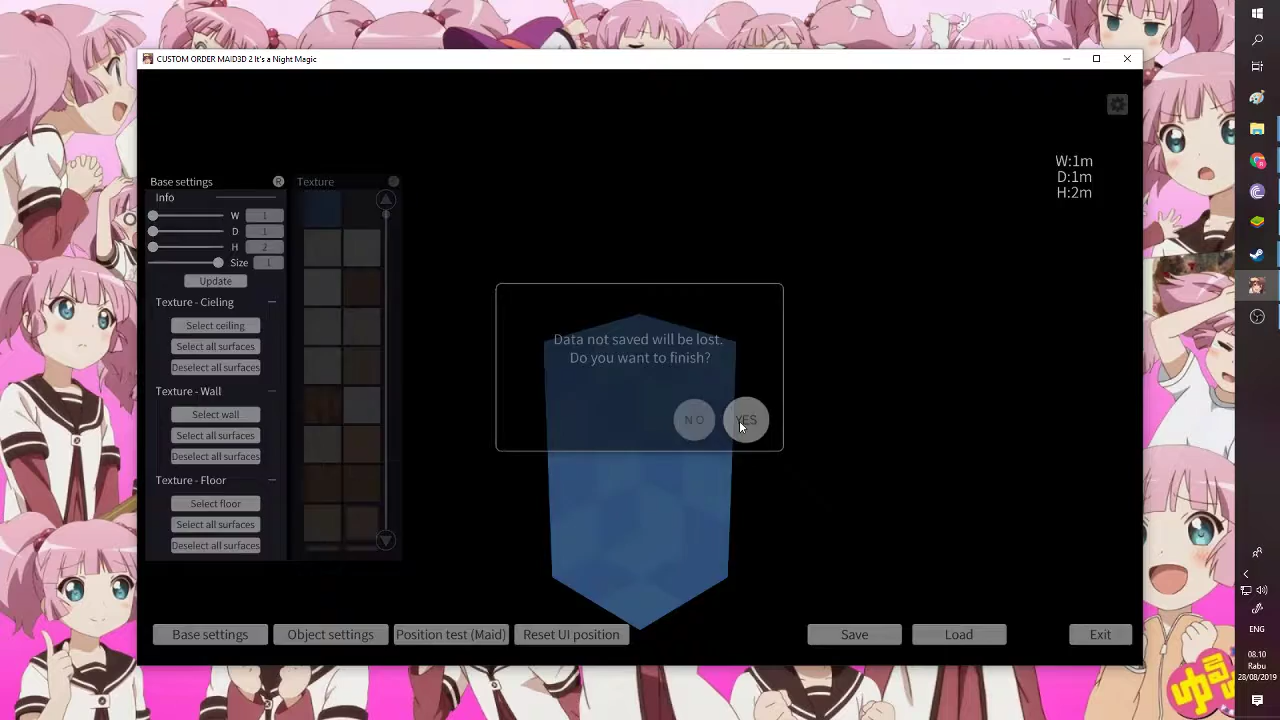 CUSTOM ORDER MAID3D 2 It's a Night Magic
W:1m
D:1m
H:2m
Base settings
R
Texture
Info
W 1
D 1
H 2
Size 1
Update
Texture - Cieling
Select ceiling
Select all surfaces
Deselect all surfaces
Texture - Wall
Select wall
Select all surfaces
Deselect all surfaces
Texture - Floor
Select floor
Select all surfaces
Deselect all surfaces
Data not saved will be lost.
Do you want to finish?
NO
YES
Base settings
Object settings
Position test (Maid)
Reset UI position
Save
Load
Exit
ENG
08.10
Rabu
28/08/2019